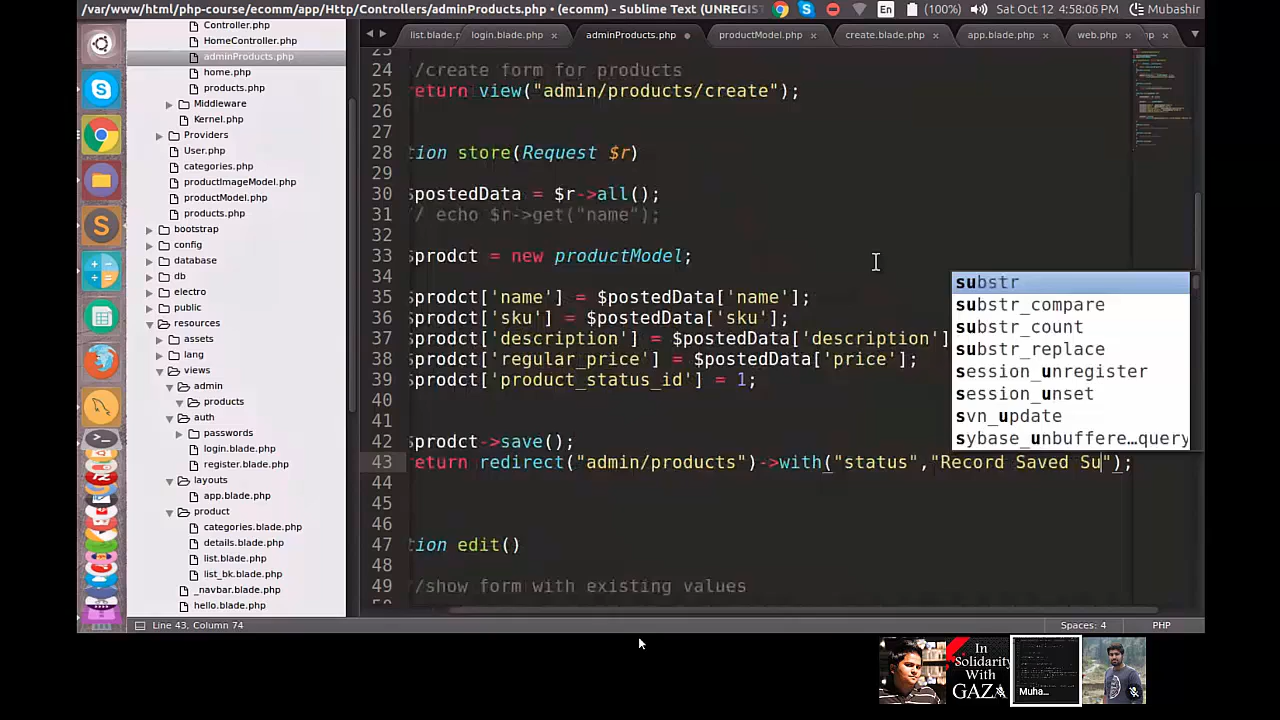 /var/www/html/php-course/ecomm/app/Http/Controllers/adminProducts.php • (ecomm) - Sublime Text (UNREGIST
En (100%) Sat Oct 12 4:58:06 PM Mubashir
Controller.php
HomeController.php
adminProducts.php
home.php
products.php
Middleware
Kernel.php
Providers
User.php
categories.php
productImageModel.php
productModel.php
products.php
bootstrap
config
database
db
electro
public
resources
assets
lang
views
admin
products
auth
passwords
login.blade.php
register.blade.php
layouts
app.blade.php
product
categories.blade.php
details.blade.php
list.blade.php
list_bk.blade.php
_navbar.blade.php
hello.blade.php
list.blade.p login.blade.php × adminProducts.php • productModel.php × create.blade.php × app.blade.php × web.php × np ×
23
24 /create form for products
25 return view("admin/products/create");
26
27
28 tion store(Request $r)
29
30 $postedData = $r->all();
31 // echo $r->get("name");
32
33 $prodct = new productModel;
34
35 $prodct['name'] = $postedData['name'];
36 $prodct['sku'] = $postedData['sku'];
37 $prodct['description'] = $postedData['description']
38 $prodct['regular_price'] = $postedData['price'];
39 $prodct['product_status_id'] = 1;
40
41
42 $prodct->save();
43 return redirect("admin/products")->with("status","Record Saved Su");
44
45
46
47 tion edit()
48
49 /show form with existing values
substr
substr_compare
substr_count
substr_replace
session_unregister
session_unset
svn_update
sybase_unbuffere…query
Line 43, Column 74
Spaces: 4
PHP
In
Solidarity
With
GAZA
Muha...